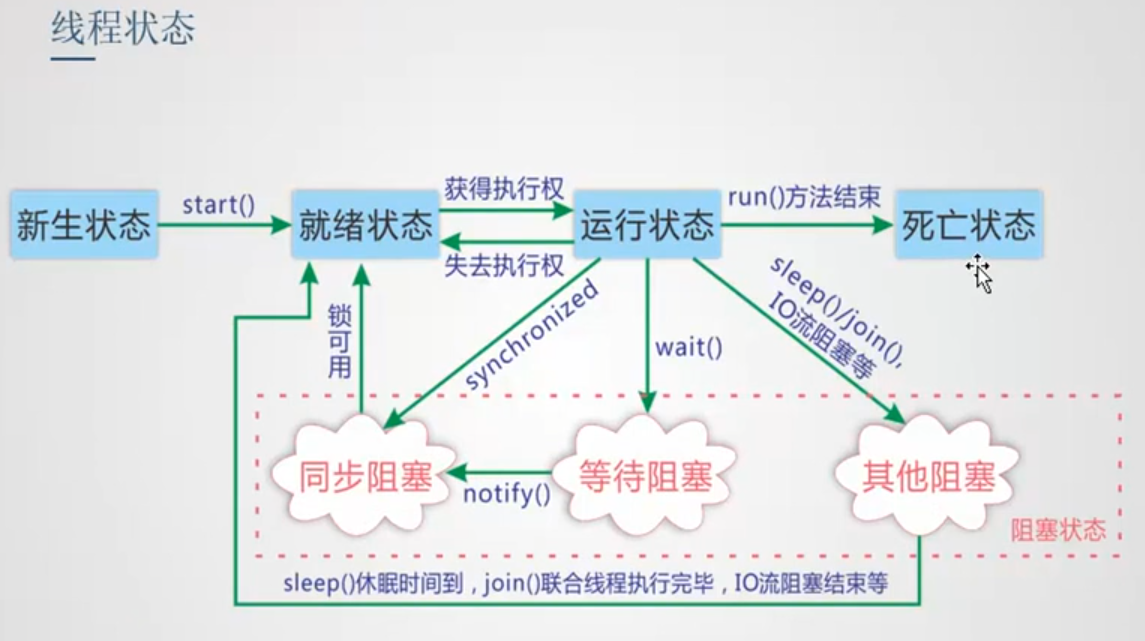 线程状态
新生状态
start()
就绪状态
获得执行权
失去执行权
运行状态
run()方法结束
死亡状态
锁可用
synchronized
wait()
sleep()/join(),
IO流阻塞等
同步阻塞
notify()
等待阻塞
其他阻塞
阻塞状态
sleep()休眠时间到，join()联合线程执行完毕，IO流阻塞结束等